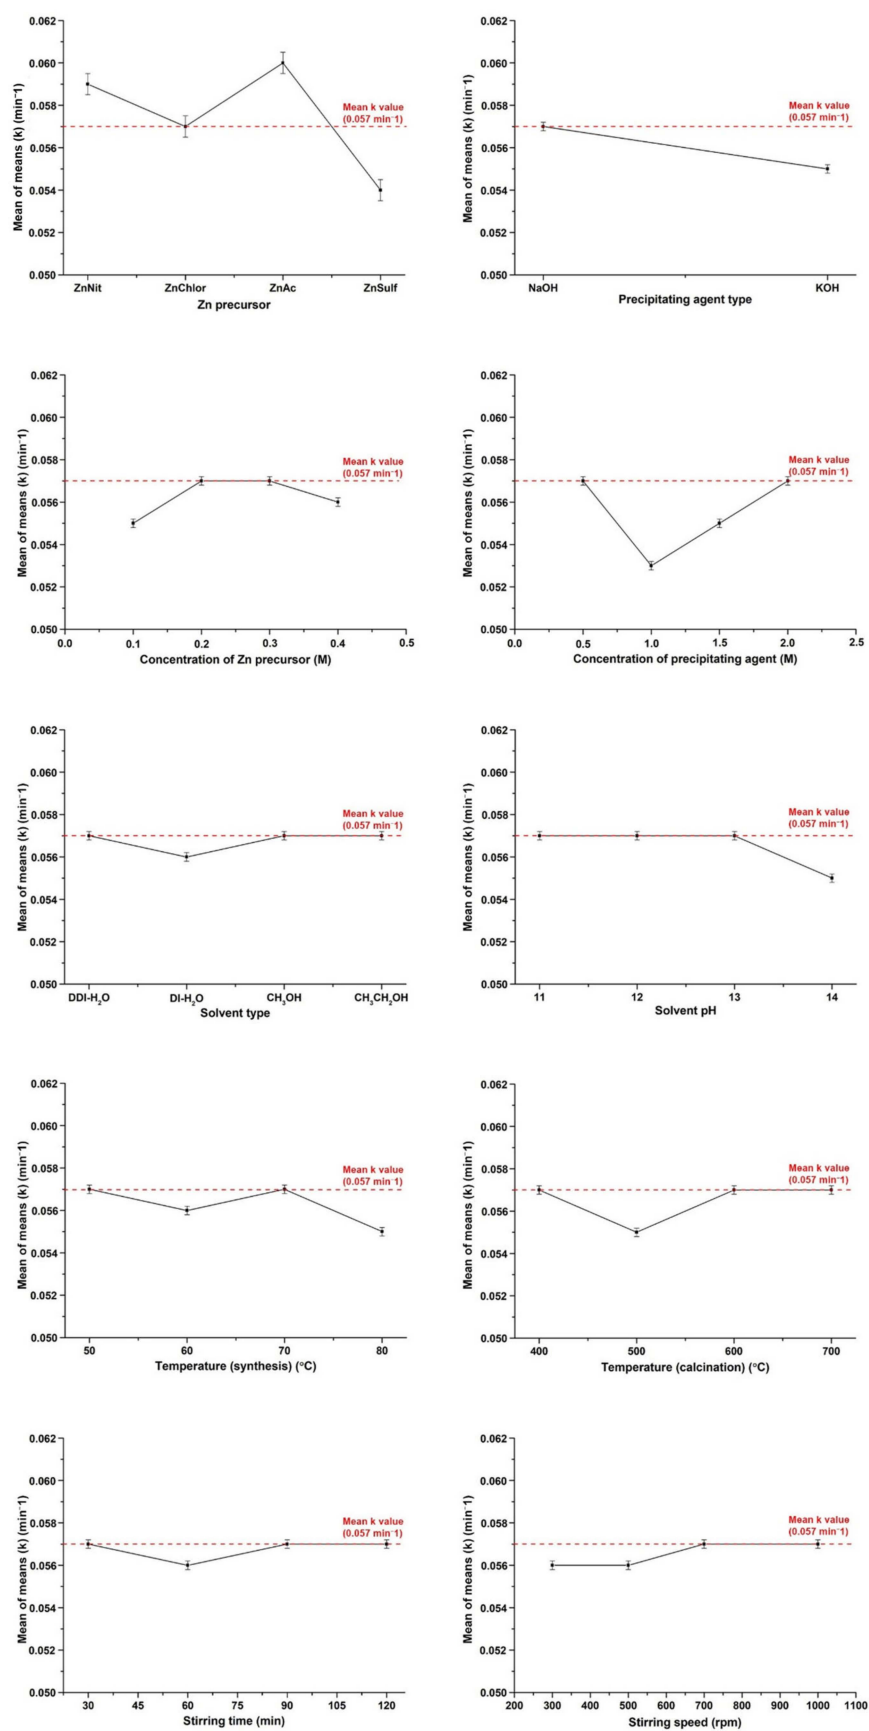 0.062
0.060
0.058
0.056
0.054
0.052
0.050
Mean of means (k) (min⁻¹)
Mean k value
(0.057 min⁻¹)
ZnNit ZnChlor ZnAc ZnSulf
Zn precursor
0.062
0.060
0.058
0.056
0.054
0.052
0.050
Mean of means (k) (min⁻¹)
Mean k value
(0.057 min⁻¹)
NaOH KOH
Precipitating agent type
0.062
0.060
0.058
0.056
0.054
0.052
0.050
Mean of means (k) (min⁻¹)
Mean k value
(0.057 min⁻¹)
0.0 0.1 0.2 0.3 0.4 0.5
Concentration of Zn precursor (M)
0.062
0.060
0.058
0.056
0.054
0.052
0.050
Mean of means (k) (min⁻¹)
Mean k value
(0.057 min⁻¹)
0.0 0.5 1.0 1.5 2.0 2.5
Concentration of precipitating agent (M)
0.062
0.060
0.058
0.056
0.054
0.052
0.050
Mean of means (k) (min⁻¹)
Mean k value
(0.057 min⁻¹)
DDI-H₂O DI-H₂O CH₃OH CH₃CH₂OH
Solvent type
0.062
0.060
0.058
0.056
0.054
0.052
0.050
Mean of means (k) (min⁻¹)
Mean k value
(0.057 min⁻¹)
11 12 13 14
Solvent pH
0.062
0.060
0.058
0.056
0.054
0.052
0.050
Mean of means (k) (min⁻¹)
Mean k value
(0.057 min⁻¹)
50 60 70 80
Temperature (synthesis) (°C)
0.062
0.060
0.058
0.056
0.054
0.052
0.050
Mean of means (k) (min⁻¹)
Mean k value
(0.057 min⁻¹)
400 500 600 700
Temperature (calcination) (°C)
0.062
0.060
0.058
0.056
0.054
0.052
0.050
Mean of means (k) (min⁻¹)
Mean k value
(0.057 min⁻¹)
30 45 60 75 90 105 120
Stirring time (min)
0.062
0.060
0.058
0.056
0.054
0.052
0.050
Mean of means (k) (min⁻¹)
Mean k value
(0.057 min⁻¹)
200 300 400 500 600 700 800 900 1000 1100
Stirring speed (rpm)